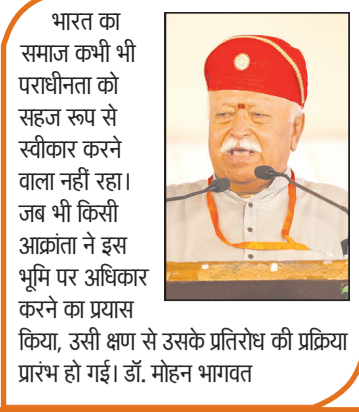 भारत का
समाज कभी भी
पराधीनता को
सहज रूप से
स्वीकार करने
वाला नहीं रहा।
जब भी किसी
आक्रांता ने इस
भूमि पर अधिकार
करने का प्रयास
किया, उसी क्षण से उसके प्रतिरोध की प्रक्रिया
प्रारंभ हो गई। डॉ. मोहन भागवत